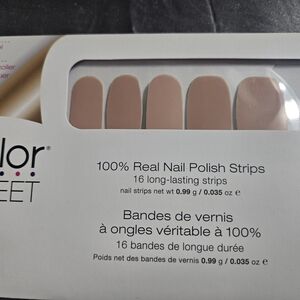 lor®
EET
100% Real Nail Polish Strips
16 long-lasting strips
nail strips net wt 0.99 g / 0.035 oz e
Bandes de vernis
à ongles véritable à 100%
16 bandes de longue durée
Poids net des bandes de vernis 0.99 g / 0.035 oz e